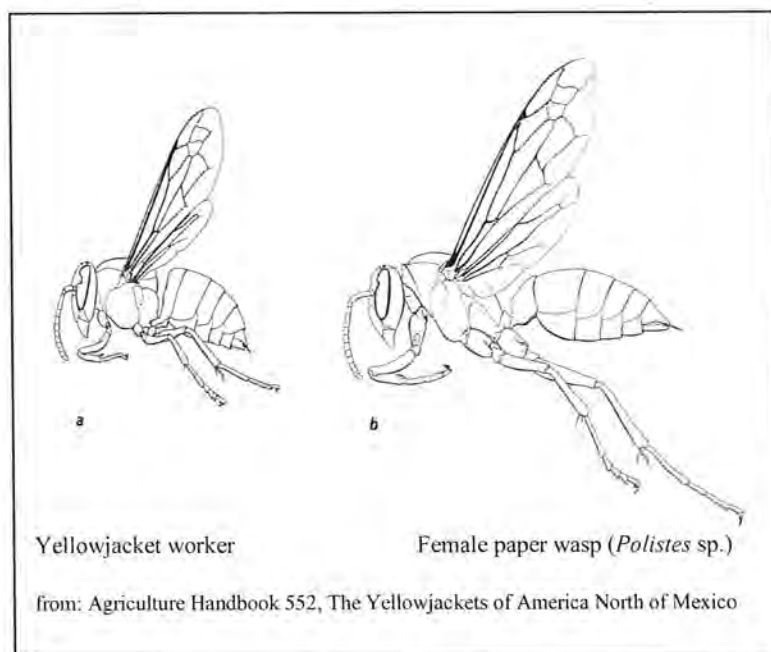 a
b
Yellowjacket worker
Female paper wasp (Polistes sp.)
from: Agriculture Handbook 552, The Yellowjackets of America North of Mexico